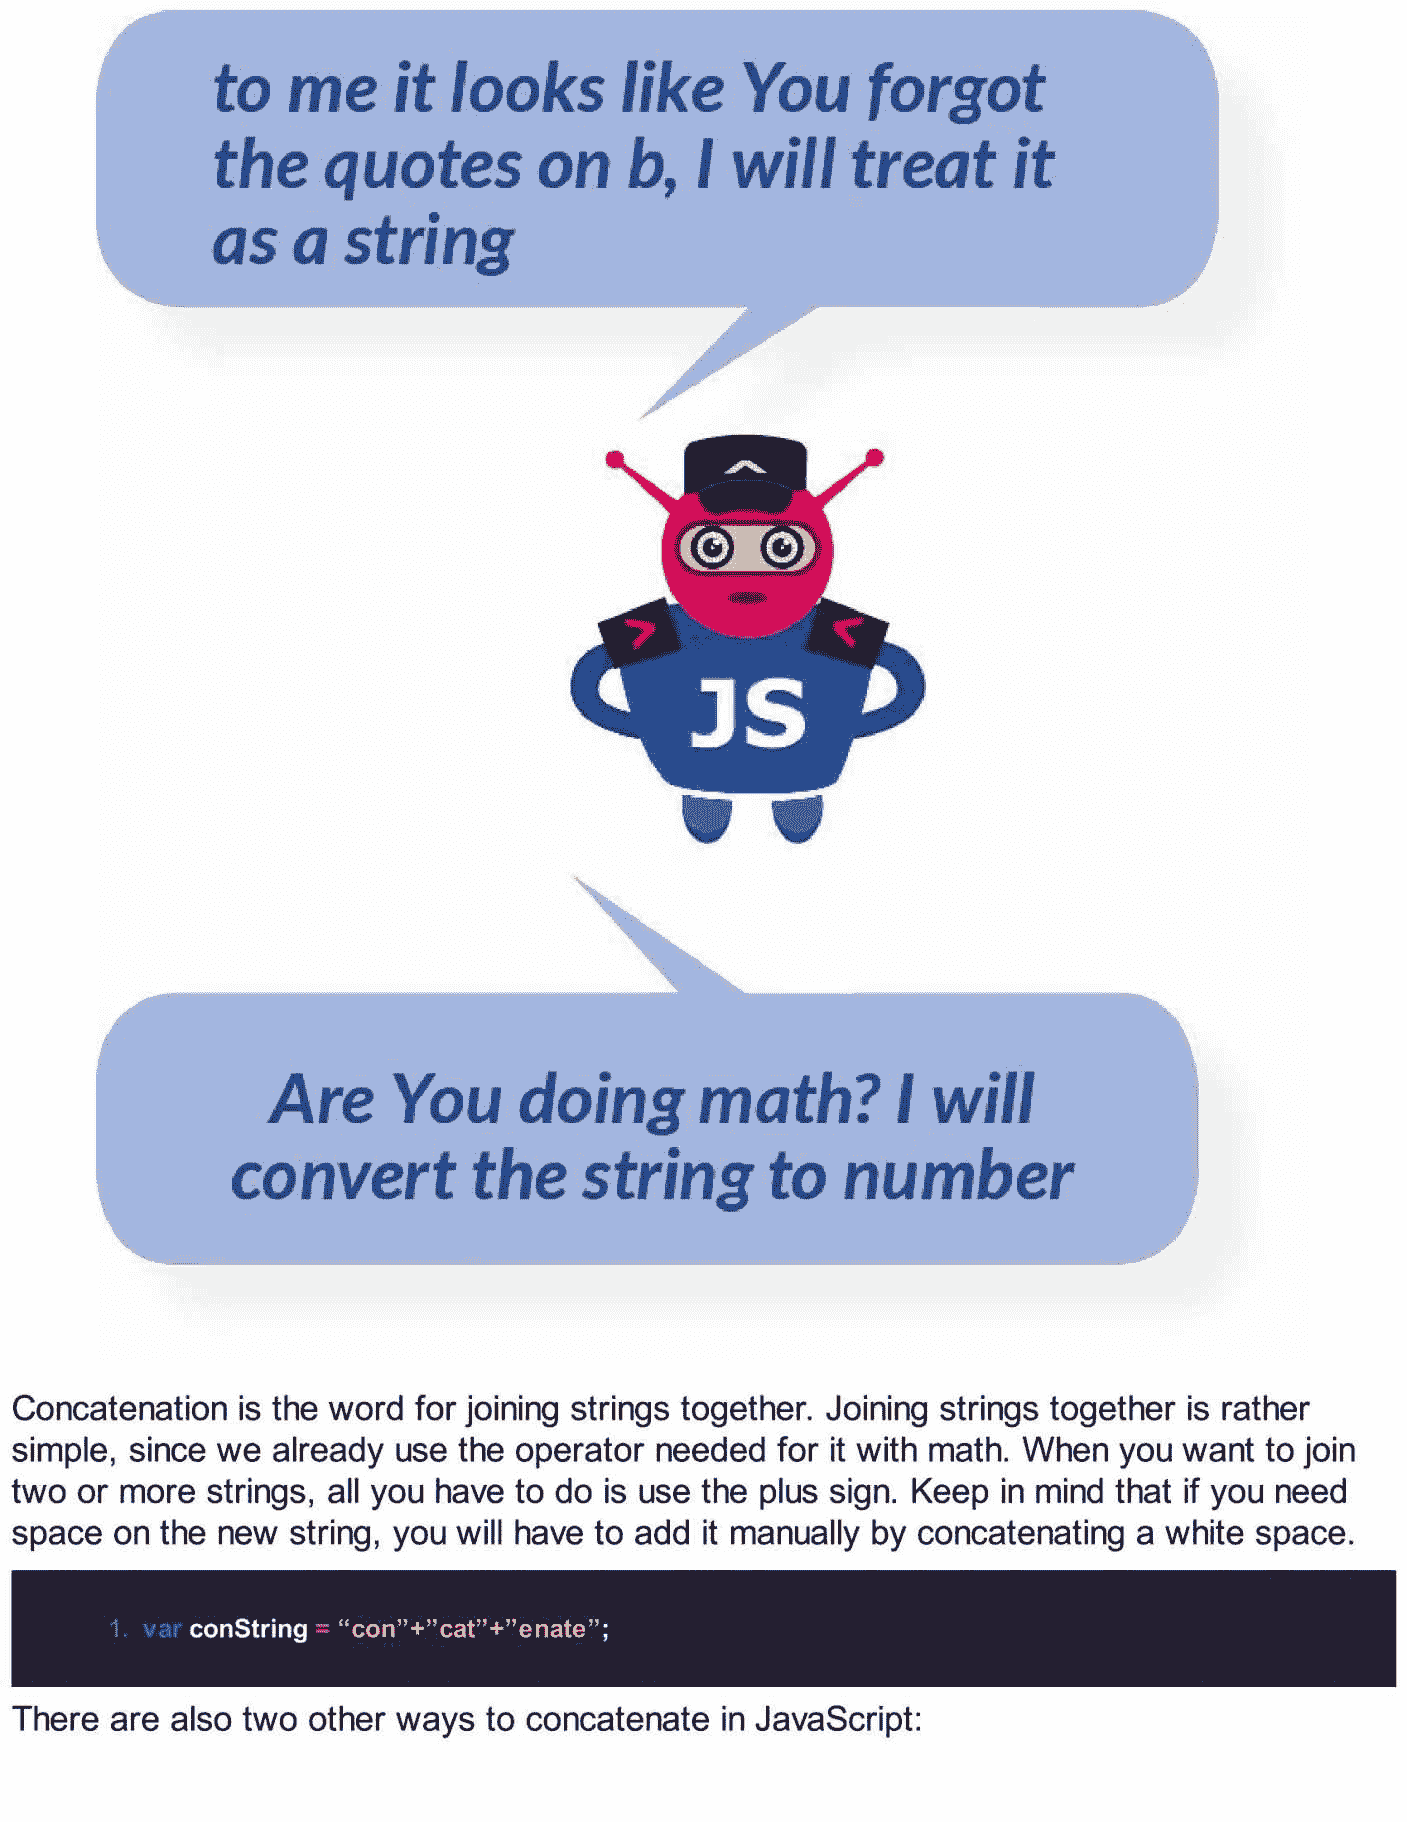 to me it looks like You forgot
the quotes on b, I will treat it
as a string
^
> <
JS
Are You doing math? I will
convert the string to number
Concatenation is the word for joining strings together. Joining strings together is rather
simple, since we already use the operator needed for it with math. When you want to join
two or more strings, all you have to do is use the plus sign. Keep in mind that if you need
space on the new string, you will have to add it manually by concatenating a white space.
1. var conString = “con”+”cat”+”enate”;
There are also two other ways to concatenate in JavaScript: